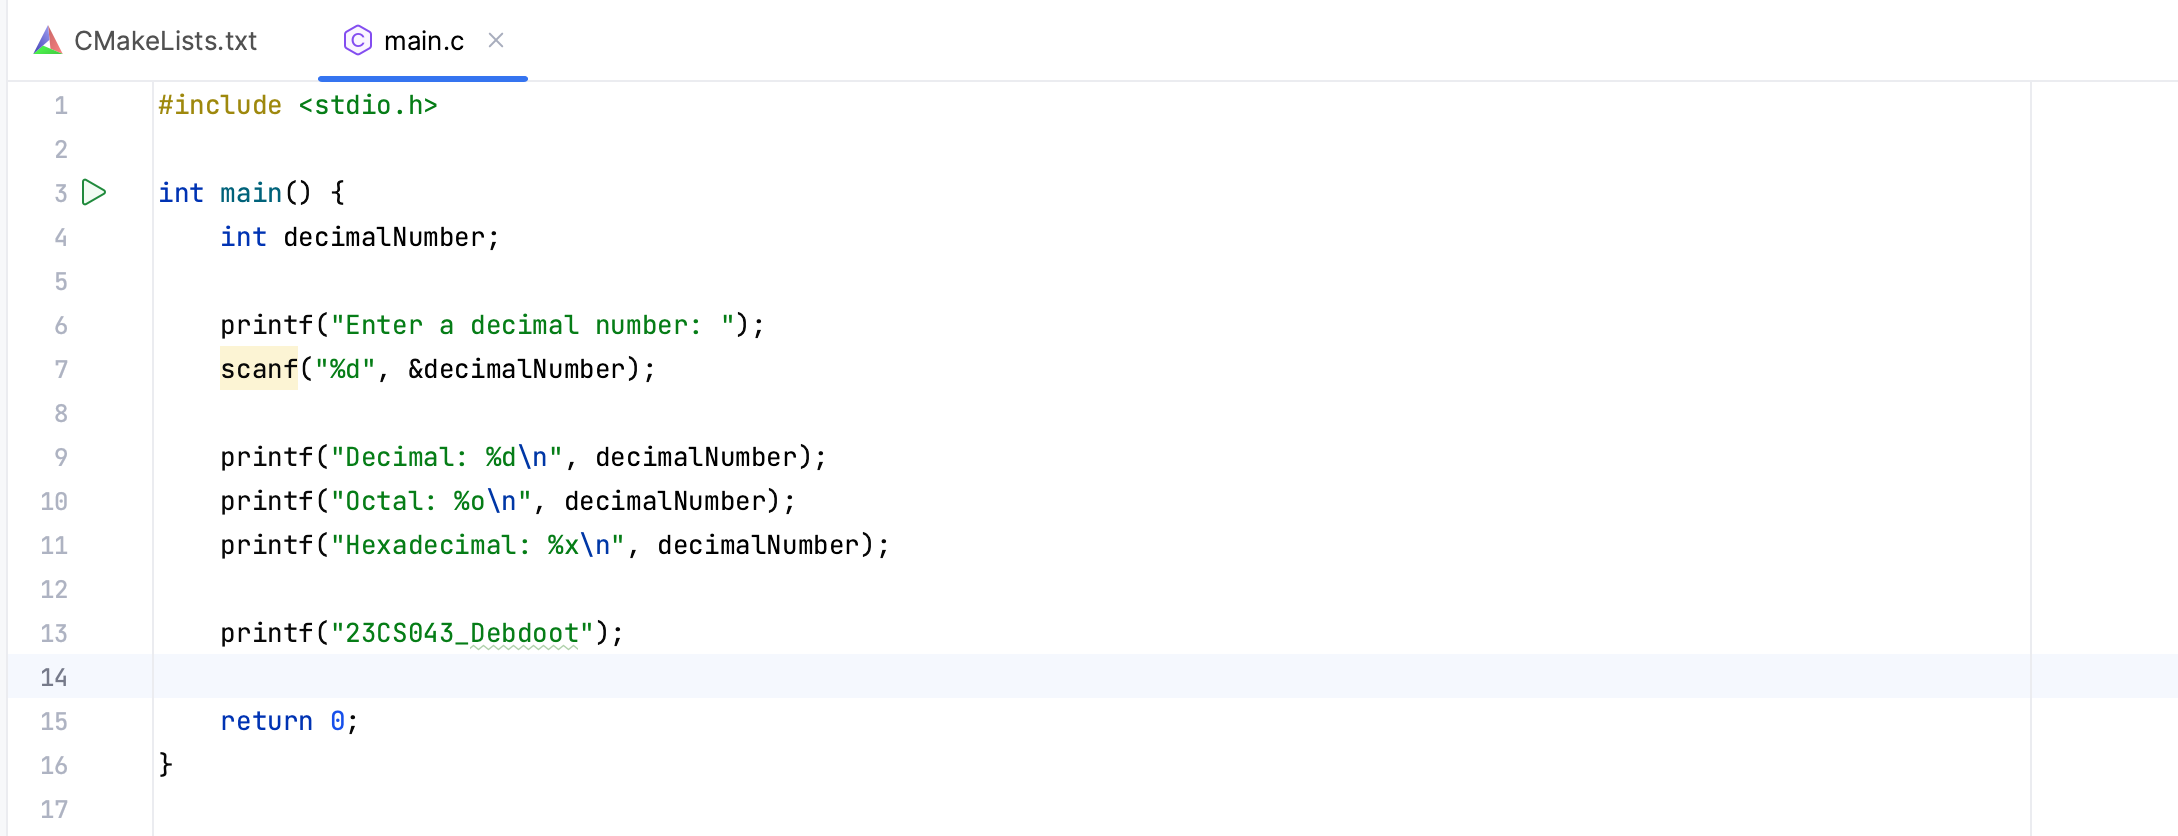 CMakeLists.txt main.c
1 #include <stdio.h>
2
3 int main() {
4     int decimalNumber;
5
6     printf("Enter a decimal number: ");
7     scanf("%d", &decimalNumber);
8
9     printf("Decimal: %d\n", decimalNumber);
10     printf("Octal: %o\n", decimalNumber);
11     printf("Hexadecimal: %x\n", decimalNumber);
12
13     printf("23CS043_Debdoot");
14
15     return 0;
16 }
17